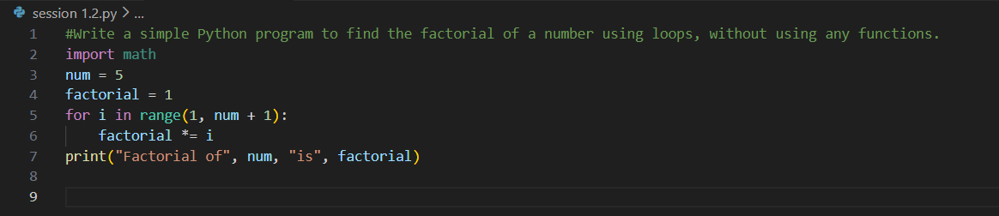 session 1.2.py > ...
1 #Write a simple Python program to find the factorial of a number using loops, without using any functions.
2 import math
3 num = 5
4 factorial = 1
5 for i in range(1, num + 1):
6     factorial *= i
7 print("Factorial of", num, "is", factorial)
8
9